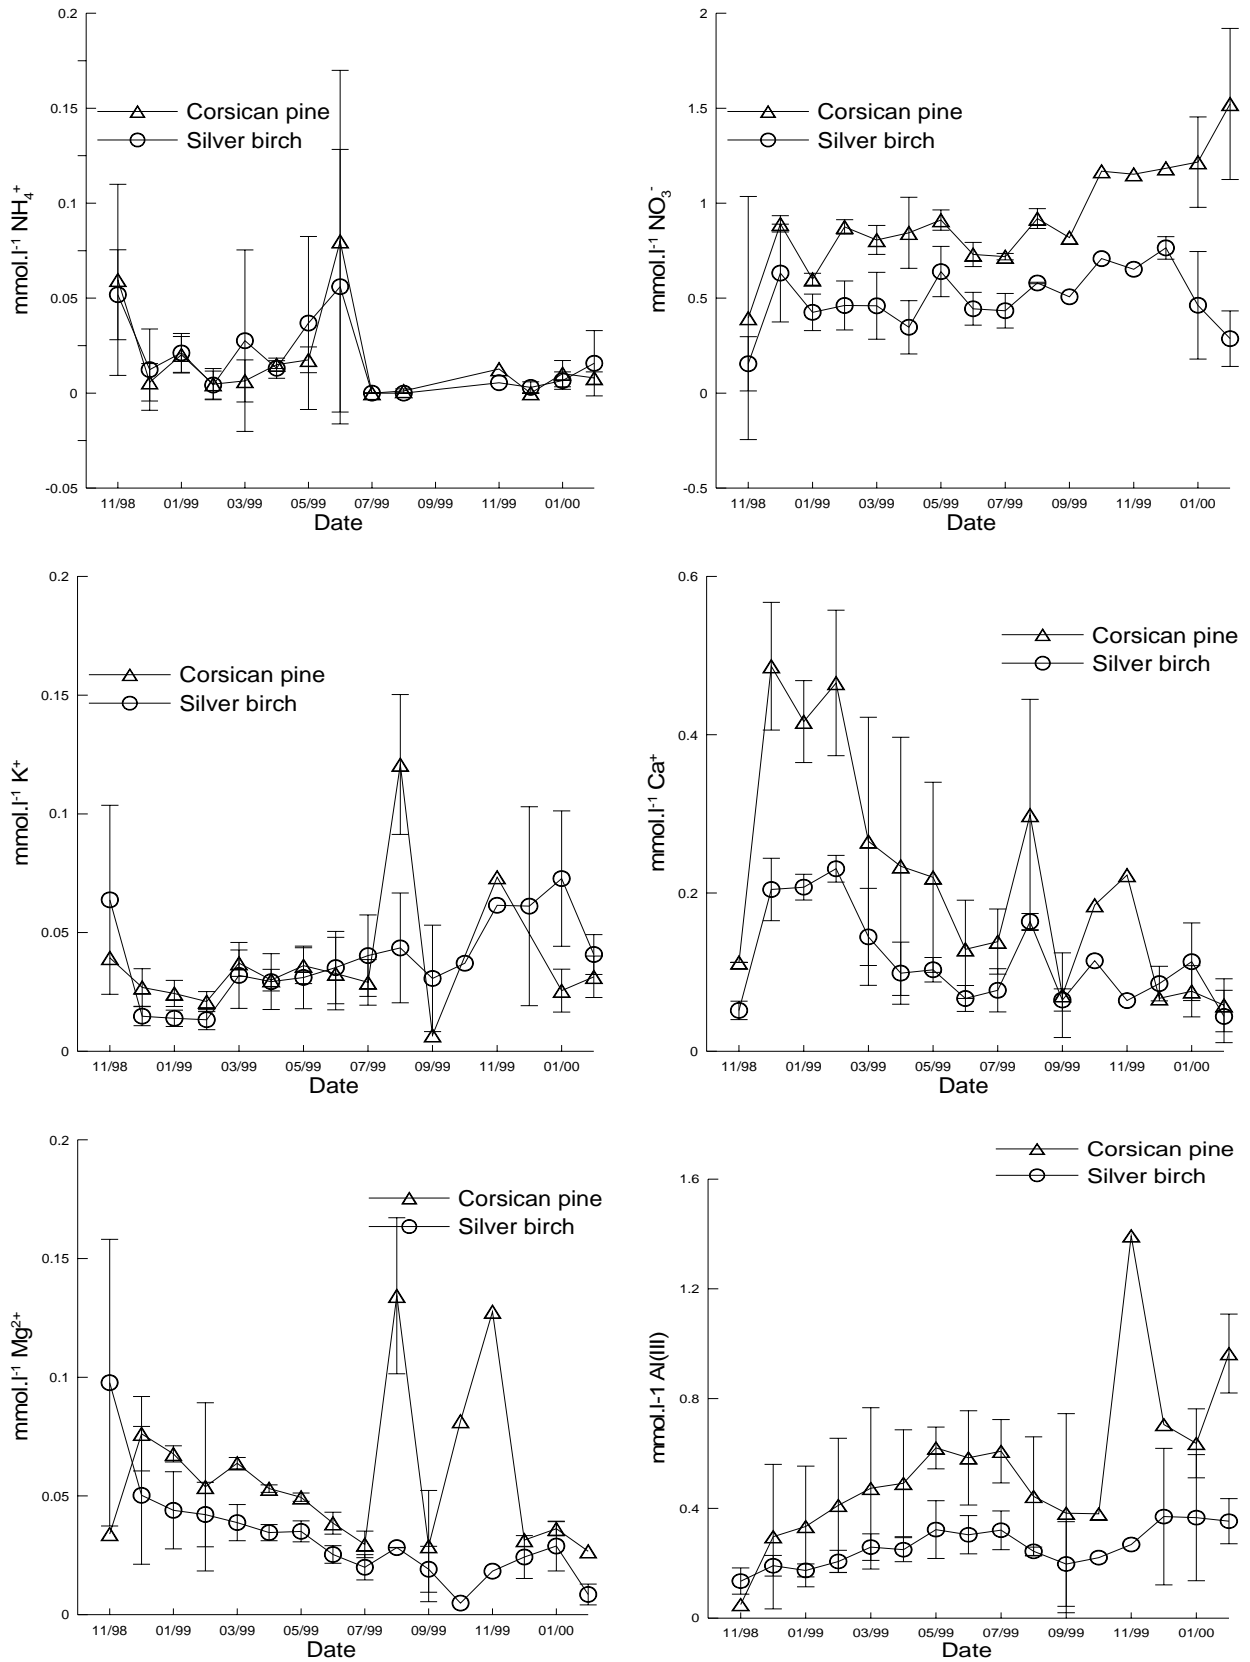 0.2
0.15
0.1
0.05
0
-0.05
mmol.l-1 NH4+
Corsican pine
Silver birch
11/98 01/99 03/99 05/99 07/99 09/99 11/99 01/00
Date
2
1.5
1
0.5
0
-0.5
mmol.l-1 NO3-
Corsican pine
Silver birch
11/98 01/99 03/99 05/99 07/99 09/99 11/99 01/00
Date
0.2
0.15
0.1
0.05
0
mmol.l-1 K+
Corsican pine
Silver birch
11/98 01/99 03/99 05/99 07/99 09/99 11/99 01/00
Date
0.6
0.4
0.2
0
mmol.l-1 Ca+
Corsican pine
Silver birch
11/98 01/99 03/99 05/99 07/99 09/99 11/99 01/00
Date
0.2
0.15
0.1
0.05
0
mmol.l-1 Mg2+
Corsican pine
Silver birch
11/98 01/99 03/99 05/99 07/99 09/99 11/99 01/00
Date
1.6
1.2
0.8
0.4
0
mmol.l-1 Al(III)
Corsican pine
Silver birch
11/98 01/99 03/99 05/99 07/99 09/99 11/99 01/00
Date